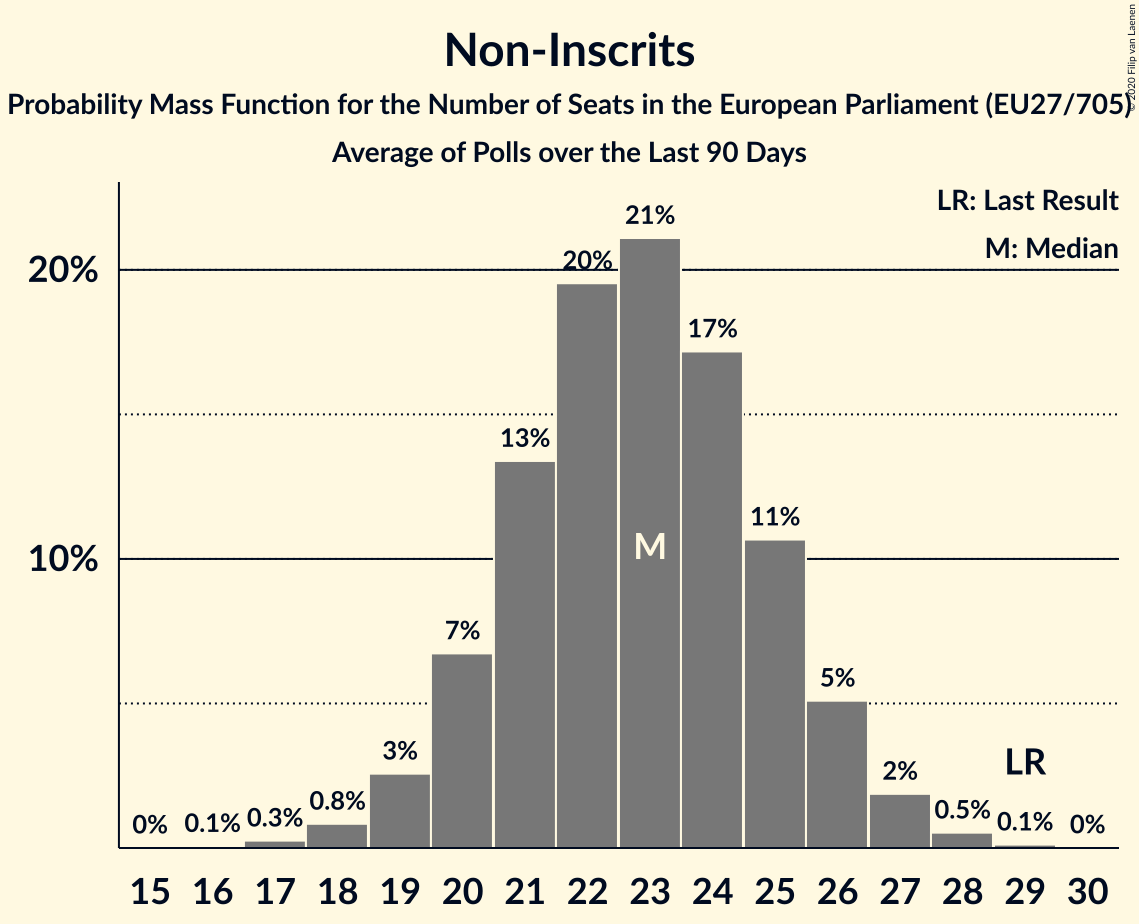 © 2020 Filip van Laenen
Non-Inscrits
Probability Mass Function for the Number of Seats in the European Parliament (EU27/705)
Average of Polls over the Last 90 Days
LR: Last Result
M: Median
21%
20%
20%
17%
13%
11%
M
10%
7%
5%
3%
LR
2%
0% 0.1% 0.3% 0.8% 0.5% 0.1% 0%
15 16 17 18 19 20 21 22 23 24 25 26 27 28 29 30